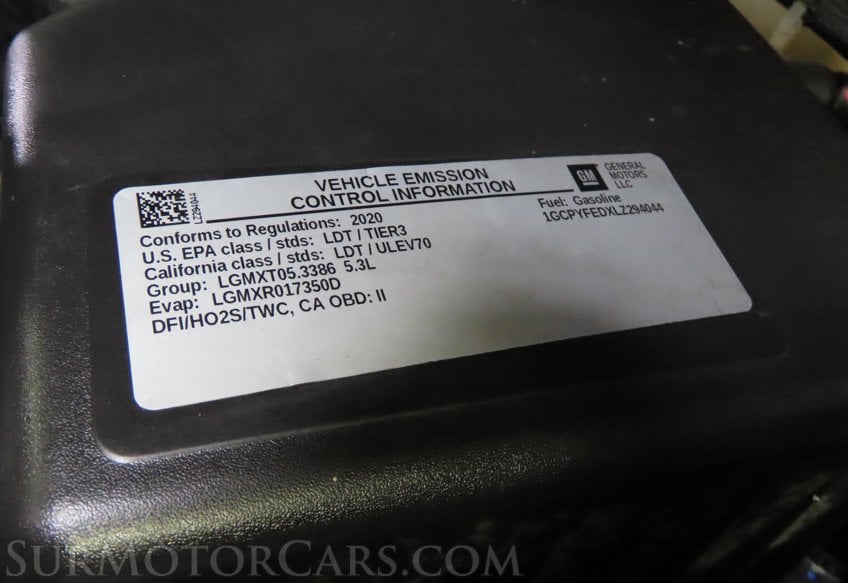 VEHICLE EMISSION
CONTROL INFORMATION
GM
GENERAL
MOTORS
LLC
LZ294044
Fuel: Gasoline
1GCPYFEDXLZ294044
Conforms to Regulations: 2020
U.S. EPA class / stds: LDT / TIER3
California class / stds: LDT / ULEV70
Group: LGMXT05.3386 5.3L
Evap: LGMXR017350D
DFI/HO2S/TWC, CA OBD: II
SURMOTORCARS.COM